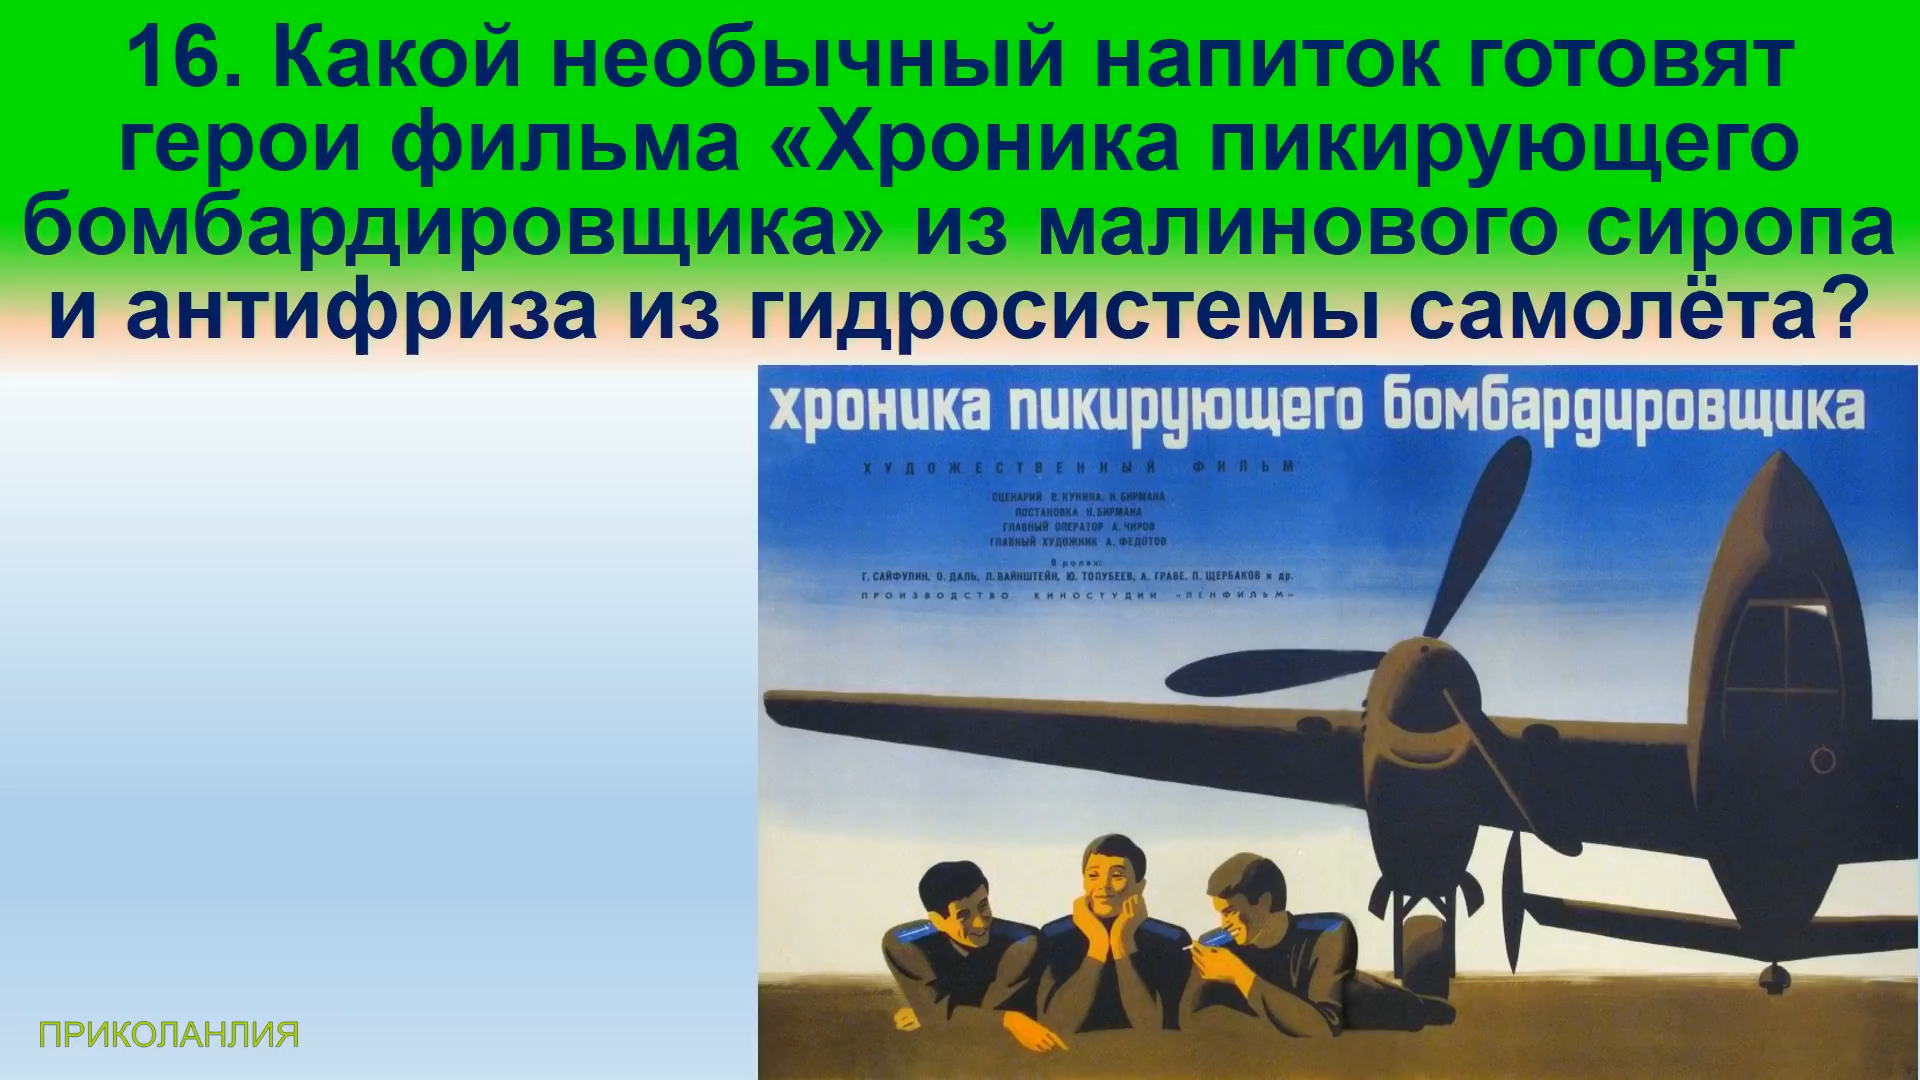 16. Какой необычный напиток готовят
герои фильма «Хроника пикирующего
бомбардировщика» из малинового сиропа
и антифриза из гидросистемы самолёта?
хроника пикирующего бомбардировщика
ХУДОЖЕСТВЕННЫЙ ФИЛЬМ
СЦЕНАРИЙ В. КУНИНА, Н. БИРМАНА
ПОСТАНОВКА Н. БИРМАНА
ГЛАВНЫЙ ОПЕРАТОР А. ЧИРОВ
ГЛАВНЫЙ ХУДОЖНИК А. ФЕДОТОВ
В ролях:
Г. САЙФУЛИН, О. ДАЛЬ, Л. ВАЙНШТЕЙН, Ю. ТОЛУБЕЕВ, А. ГРАВЕ, П. ЩЕРБАКОВ и др.
ПРОИЗВОДСТВО КИНОСТУДИИ «ЛЕНФИЛЬМ»
ПРИКОЛАНЛИЯ